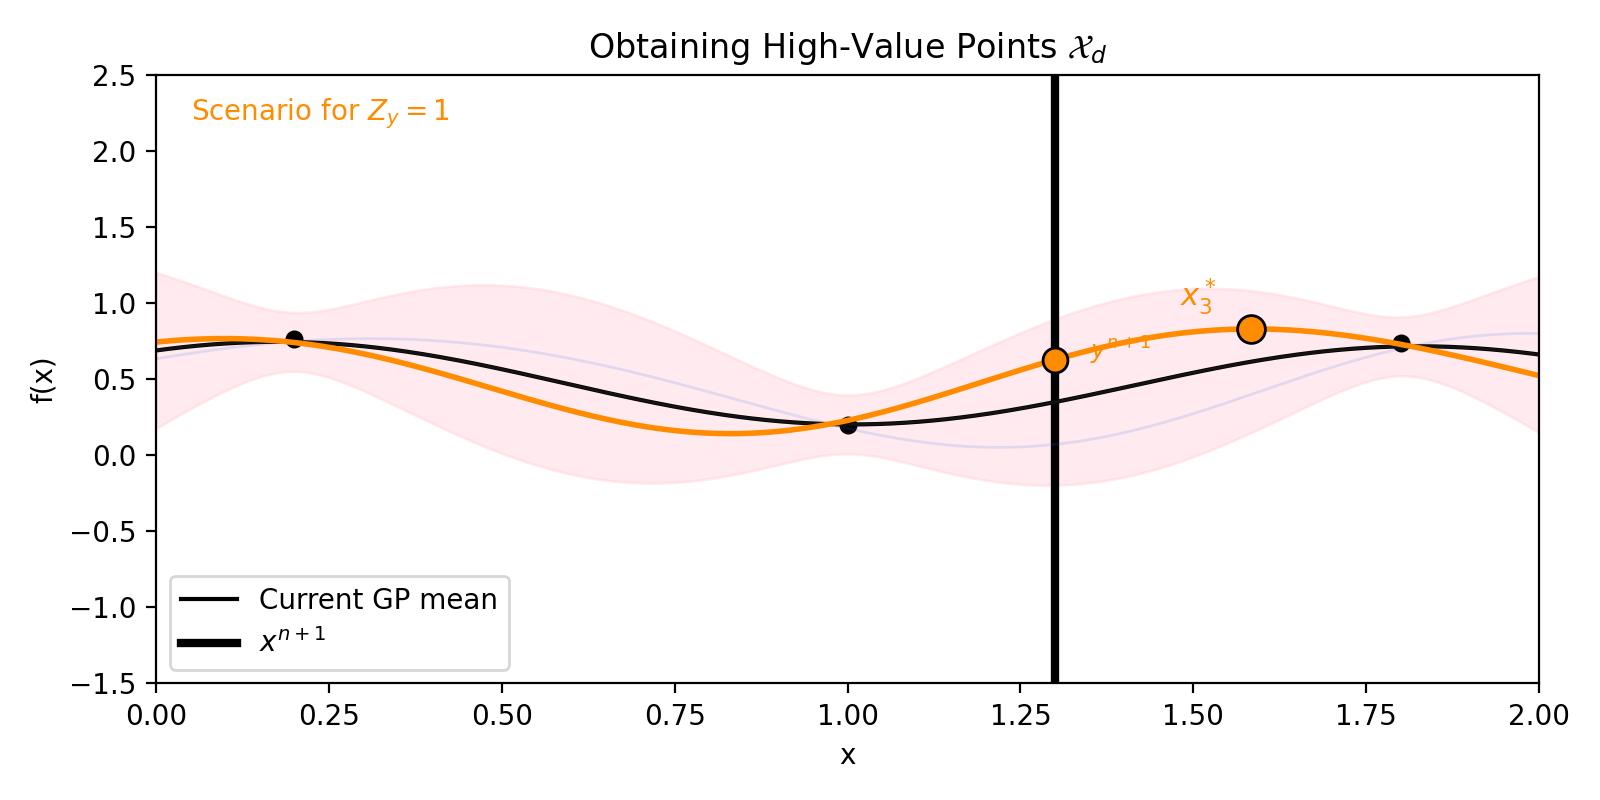 Obtaining High-Value Points $\mathcal{X}_d$
Scenario for $Z_y = 1$
2.5
2.0
1.5
1.0
0.5
0.0
−0.5
−1.0
−1.5
f(x)
$x_3^*$
$y^{n+1}$
Current GP mean
$x^{n+1}$
0.00 0.25 0.50 0.75 1.00 1.25 1.50 1.75 2.00
x